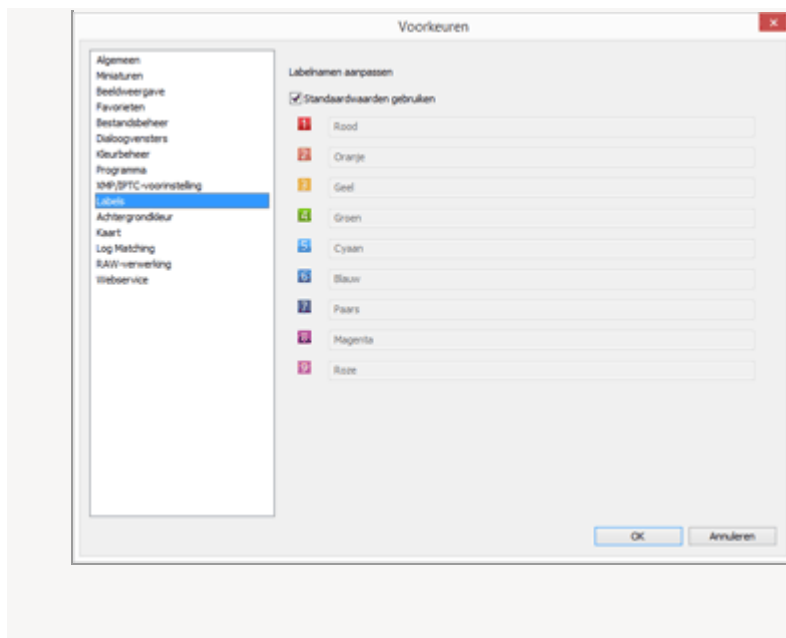 Voorkeuren
Algemeen
Miniaturen
Beeldweergave
Favorieten
Bestandsbeheer
Dialoogvensters
Kleurbeheer
Programma
XMP/IPTC-voorinstelling
Labels
Achtergrondkleur
Kaart
Log Matching
RAW-verwerking
Webservice
Labelnamen aanpassen
Standaardwaarden gebruiken
1 Rood
2 Oranje
3 Geel
4 Groen
5 Cyaan
6 Blauw
7 Paars
8 Magenta
9 Roze
OK Annuleren